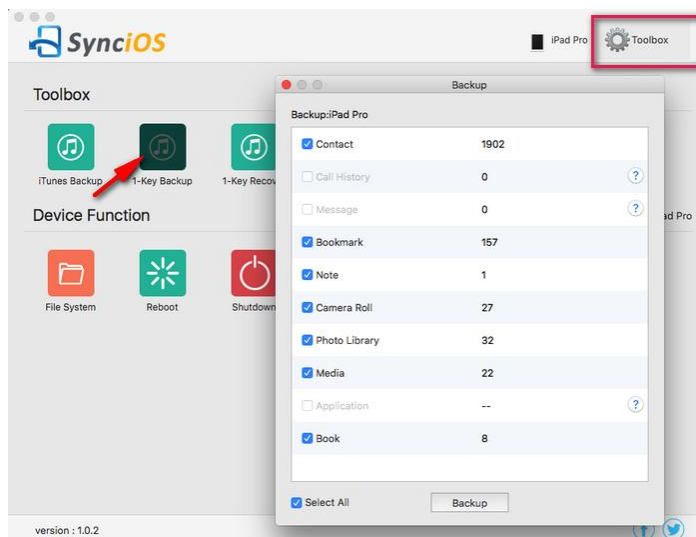 SynciOS
iPad Pro
Toolbox
Toolbox
iTunes Backup
1-Key Backup
1-Key Recov
Device Function
ad Pro
File System
Reboot
Shutdown
Backup
Backup:iPad Pro
Contact 1902
Call History 0 ?
Message 0 ?
Bookmark 157
Note 1
Camera Roll 27
Photo Library 32
Media 22
Application -- ?
Book 8
Select All
Backup
version : 1.0.2